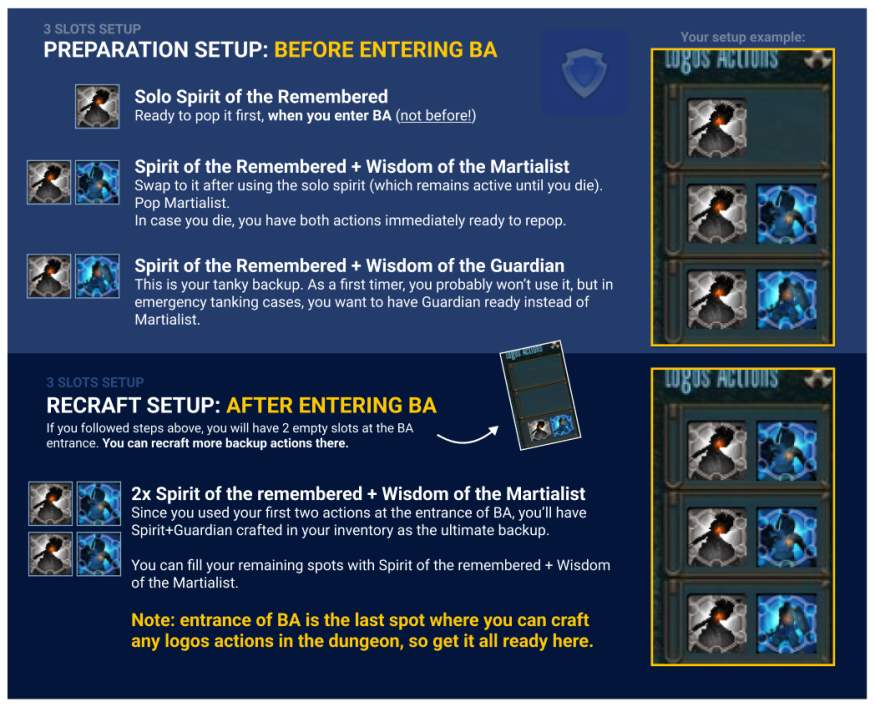 3 SLOTS SETUP
PREPARATION SETUP: BEFORE ENTERING BA
Your setup example:
Logos Actions
Solo Spirit of the Remembered
Ready to pop it first, when you enter BA (not before!)
Spirit of the Remembered + Wisdom of the Martialist
Swap to it after using the solo spirit (which remains active until you die).
Pop Martialist.
In case you die, you have both actions immediately ready to repop.
Spirit of the Remembered + Wisdom of the Guardian
This is your tanky backup. As a first timer, you probably won't use it, but in
emergency tanking cases, you want to have Guardian ready instead of
Martialist.
3 SLOTS SETUP
RECRAFT SETUP: AFTER ENTERING BA
If you followed steps above, you will have 2 empty slots at the BA
entrance. You can recraft more backup actions there.
Logos Actions
Logos Actions
2x Spirit of the remembered + Wisdom of the Martialist
Since you used your first two actions at the entrance of BA, you'll have
Spirit+Guardian crafted in your inventory as the ultimate backup.
You can fill your remaining spots with Spirit of the remembered + Wisdom
of the Martialist.
Note: entrance of BA is the last spot where you can craft
any logos actions in the dungeon, so get it all ready here.